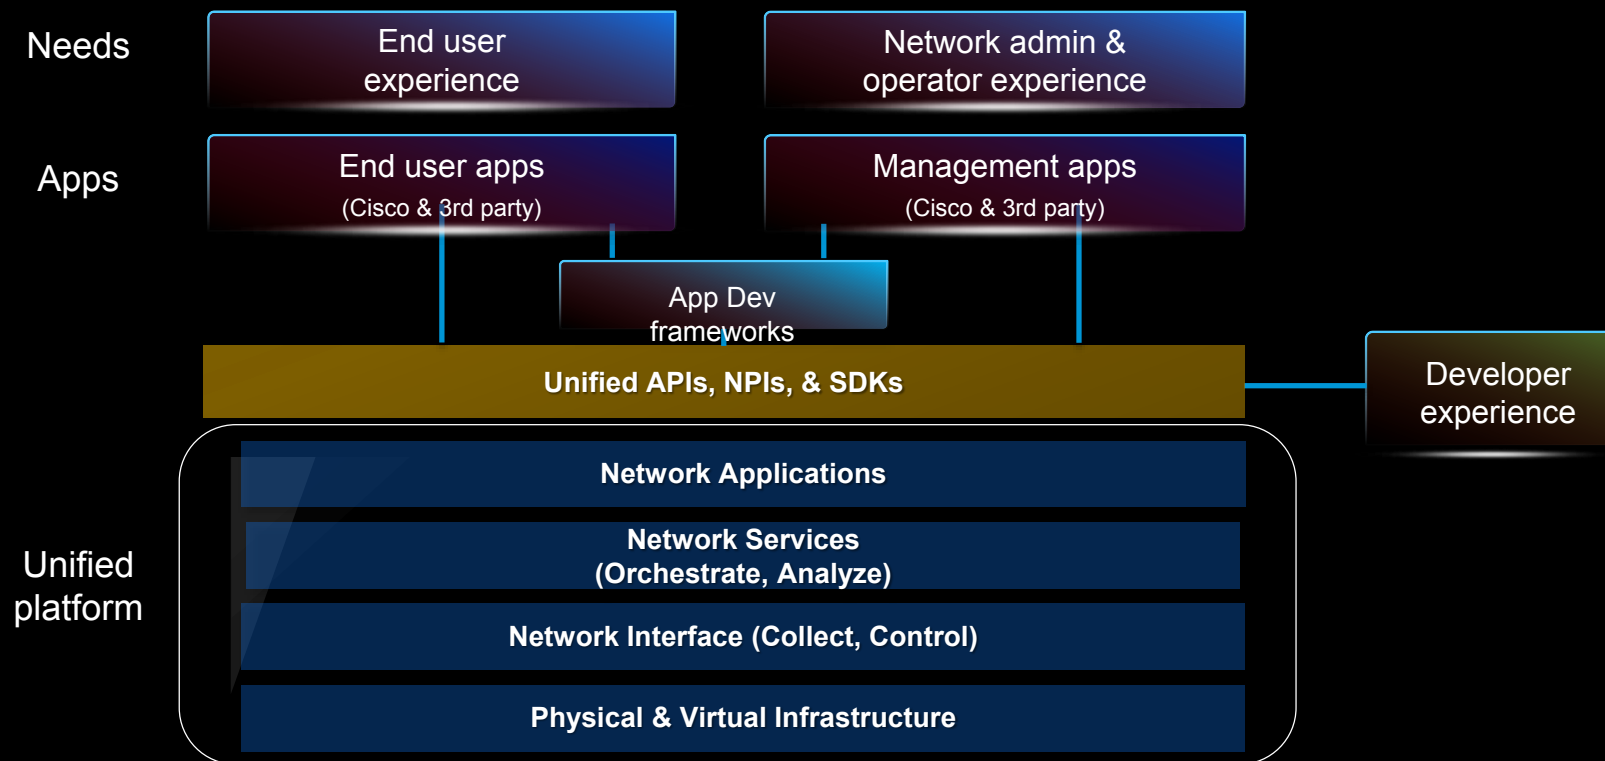 Needs
End user
experience
Network admin &
operator experience
Apps
End user apps
(Cisco & 3rd party)
Management apps
(Cisco & 3rd party)
App Dev
frameworks
Unified APIs, NPIs, & SDKs
Developer
experience
Unified
platform
Network Applications
Network Services
(Orchestrate, Analyze)
Network Interface (Collect, Control)
Physical & Virtual Infrastructure